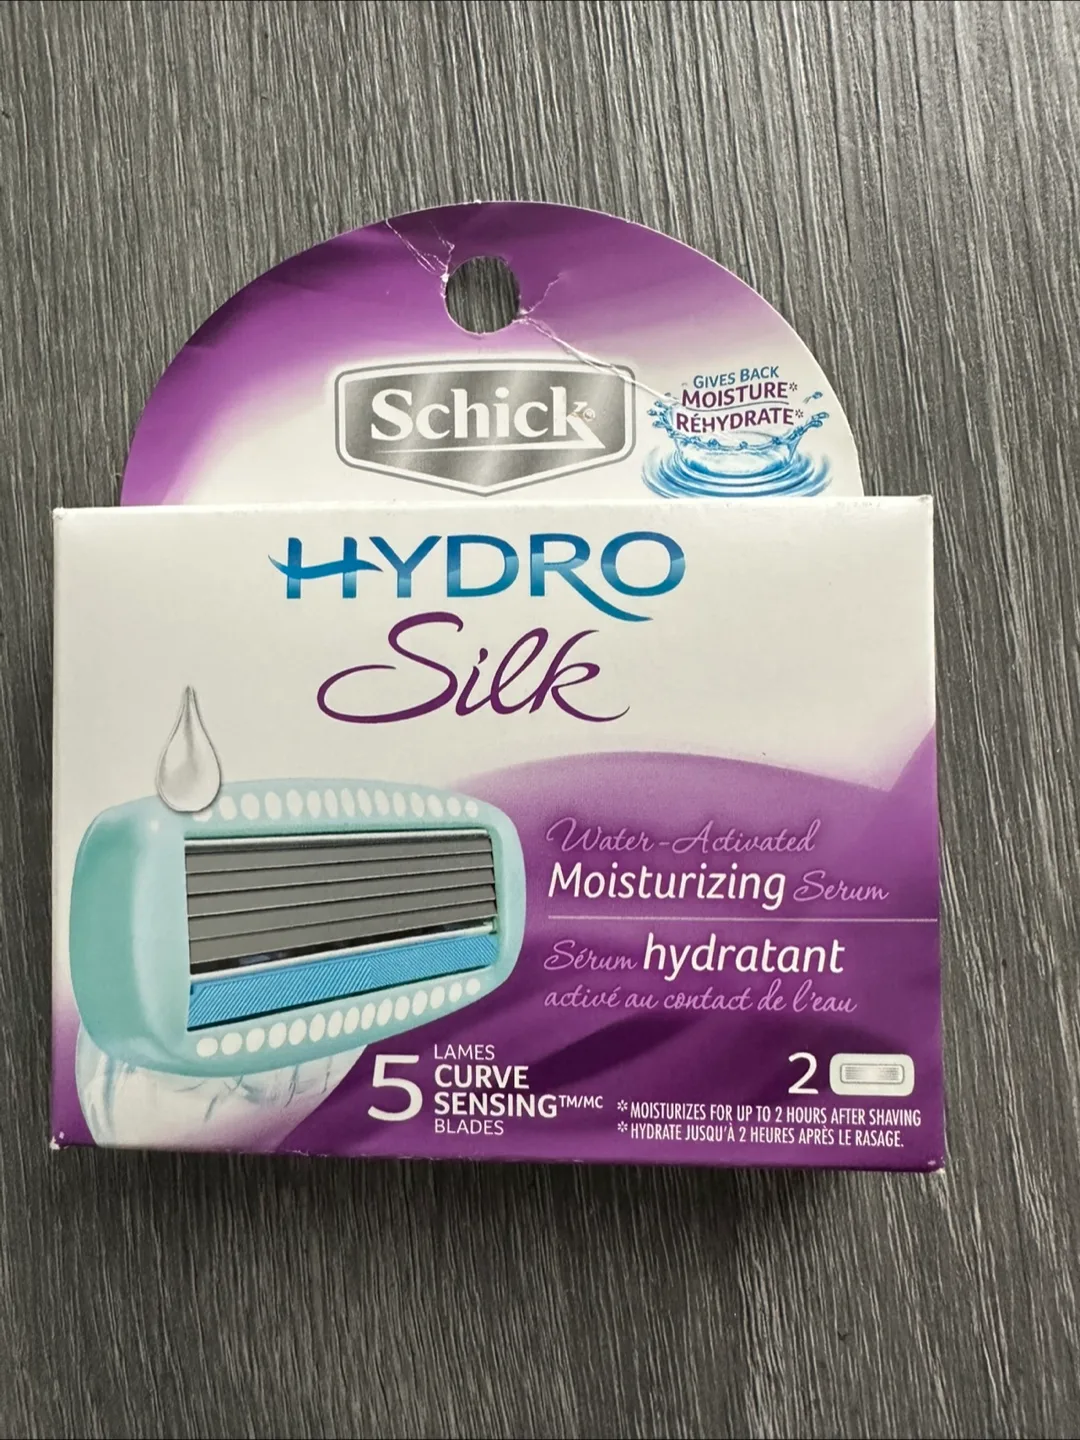 Schick®
GIVES BACK
MOISTURE*
RÉHYDRATE*
HYDRO
Silk
Water-Activated
Moisturizing Serum
Sérum hydratant
activé au contact de l'eau
5
LAMES
CURVE
SENSING™/MC
BLADES
2
*MOISTURIZES FOR UP TO 2 HOURS AFTER SHAVING
*HYDRATE JUSQU'À 2 HEURES APRÈS LE RASAGE.